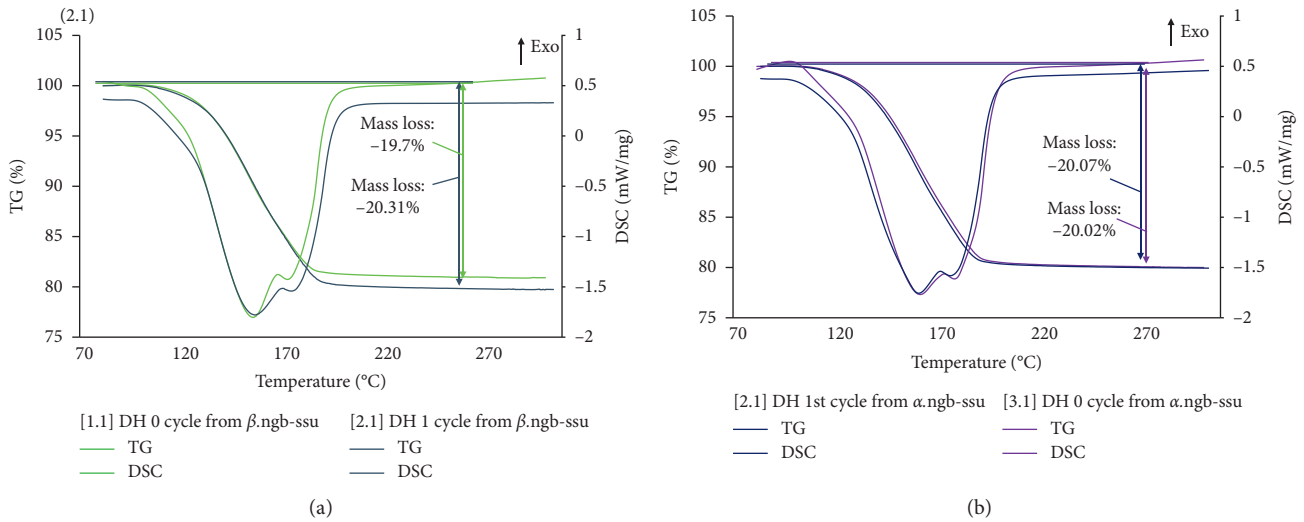 (2.1)
105
100
95
90
85
80
75
TG (%)
1
0.5
0
−0.5
−1
−1.5
−2
DSC (mW/mg)
Exo
Mass loss:
−19.7%
Mass loss:
−20.31%
70 120 170 220 270
Temperature (°C)
[1.1] DH 0 cycle from β.ngb-ssu [2.1] DH 1 cycle from β.ngb-ssu
TG TG
DSC DSC
(a)
105
100
95
90
85
80
75
TG (%)
1
0.5
0
−0.5
−1
−1.5
−2
DSC (mW/mg)
Exo
Mass loss:
−20.07%
Mass loss:
−20.02%
70 120 170 220 270
Temperature (°C)
[2.1] DH 1st cycle from α.ngb-ssu [3.1] DH 0 cycle from α.ngb-ssu
TG TG
DSC DSC
(b)